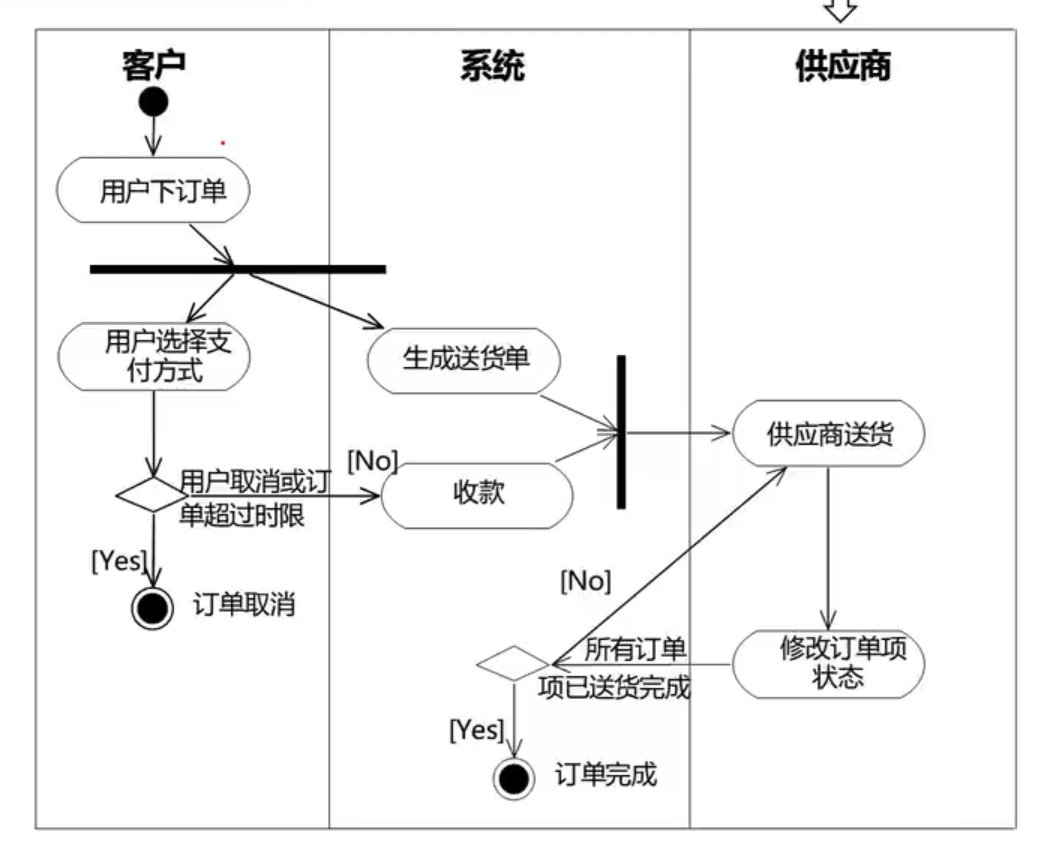 客户
系统
供应商
用户下订单
用户选择支
付方式
生成送货单
供应商送货
[No]
用户取消或订
单超过时限
收款
[Yes]
订单取消
[No]
所有订单
项已送货完成
修改订单项
状态
[Yes]
订单完成